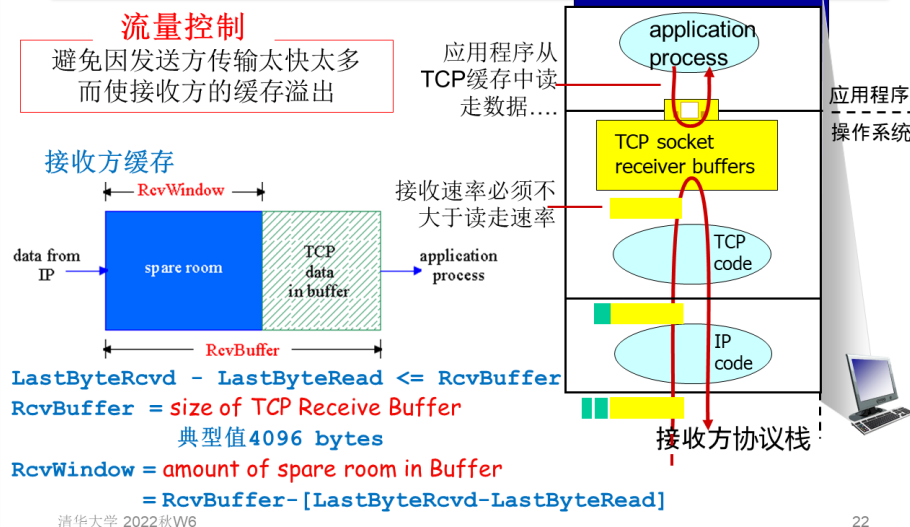 流量控制
避免因发送方传输太快太多
而使接收方的缓存溢出
接收方缓存
RcvWindow
data from
IP
spare room
TCP
data
in buffer
application
process
RcvBuffer
LastByteRcvd - LastByteRead <= RcvBuffer
RcvBuffer = size of TCP Receive Buffer
典型值4096 bytes
RcvWindow = amount of spare room in Buffer
= RcvBuffer-[LastByteRcvd-LastByteRead]
应用程序从
TCP缓存中读
走数据....
接收速率必须不
大于读走速率
application
process
TCP socket
receiver buffers
TCP
code
IP
code
应用程序
操作系统
接收方协议栈
清华大学 2022秋W6
22